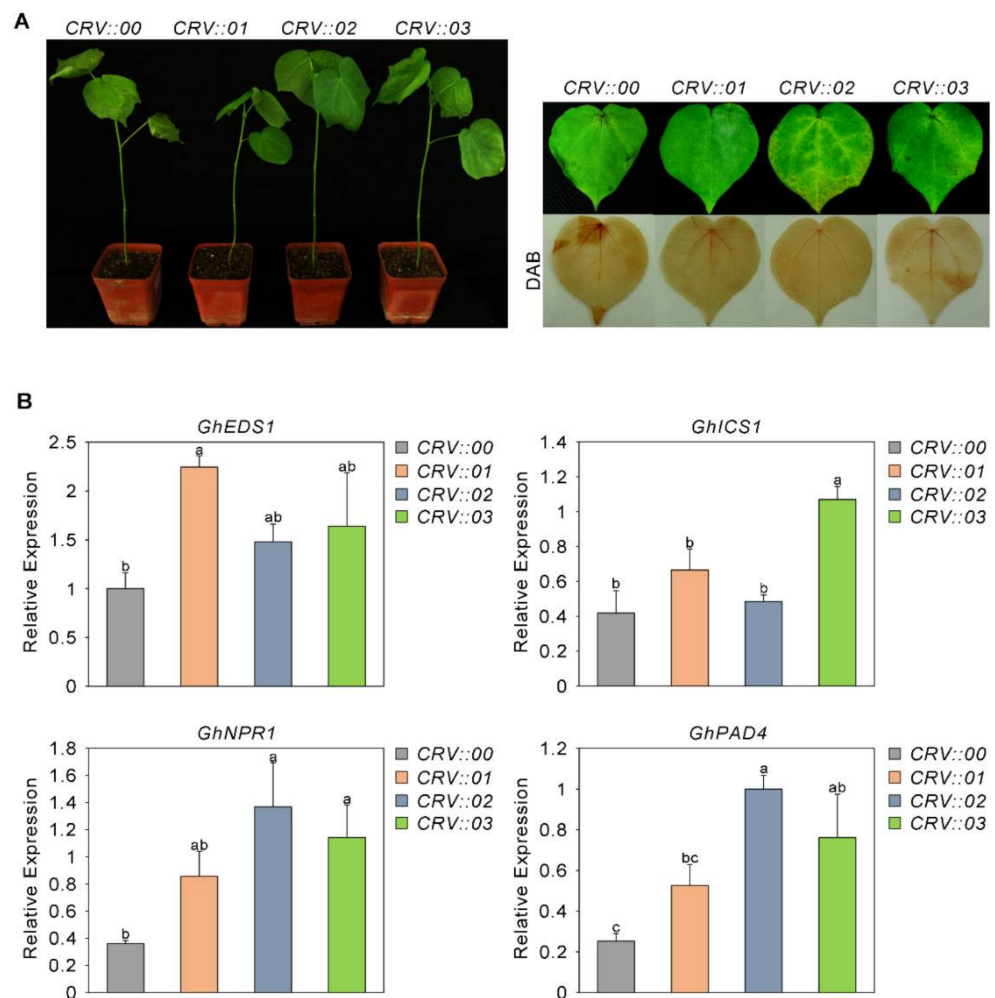 A
CRV::00 CRV::01 CRV::02 CRV::03
CRV::00 CRV::01 CRV::02 CRV::03
DAB
B
GhEDS1
Relative Expression
2.5
2
1.5
1
0.5
0
b
a
ab
ab
CRV::00
CRV::01
CRV::02
CRV::03
GhICS1
Relative Expression
1.4
1.2
1
0.8
0.6
0.4
0.2
0
b
b
b
a
CRV::00
CRV::01
CRV::02
CRV::03
GhNPR1
Relative Expression
1.8
1.6
1.4
1.2
1
0.8
0.6
0.4
0.2
0
b
ab
a
a
CRV::00
CRV::01
CRV::02
CRV::03
GhPAD4
Relative Expression
1.2
1
0.8
0.6
0.4
0.2
0
c
bc
a
ab
CRV::00
CRV::01
CRV::02
CRV::03